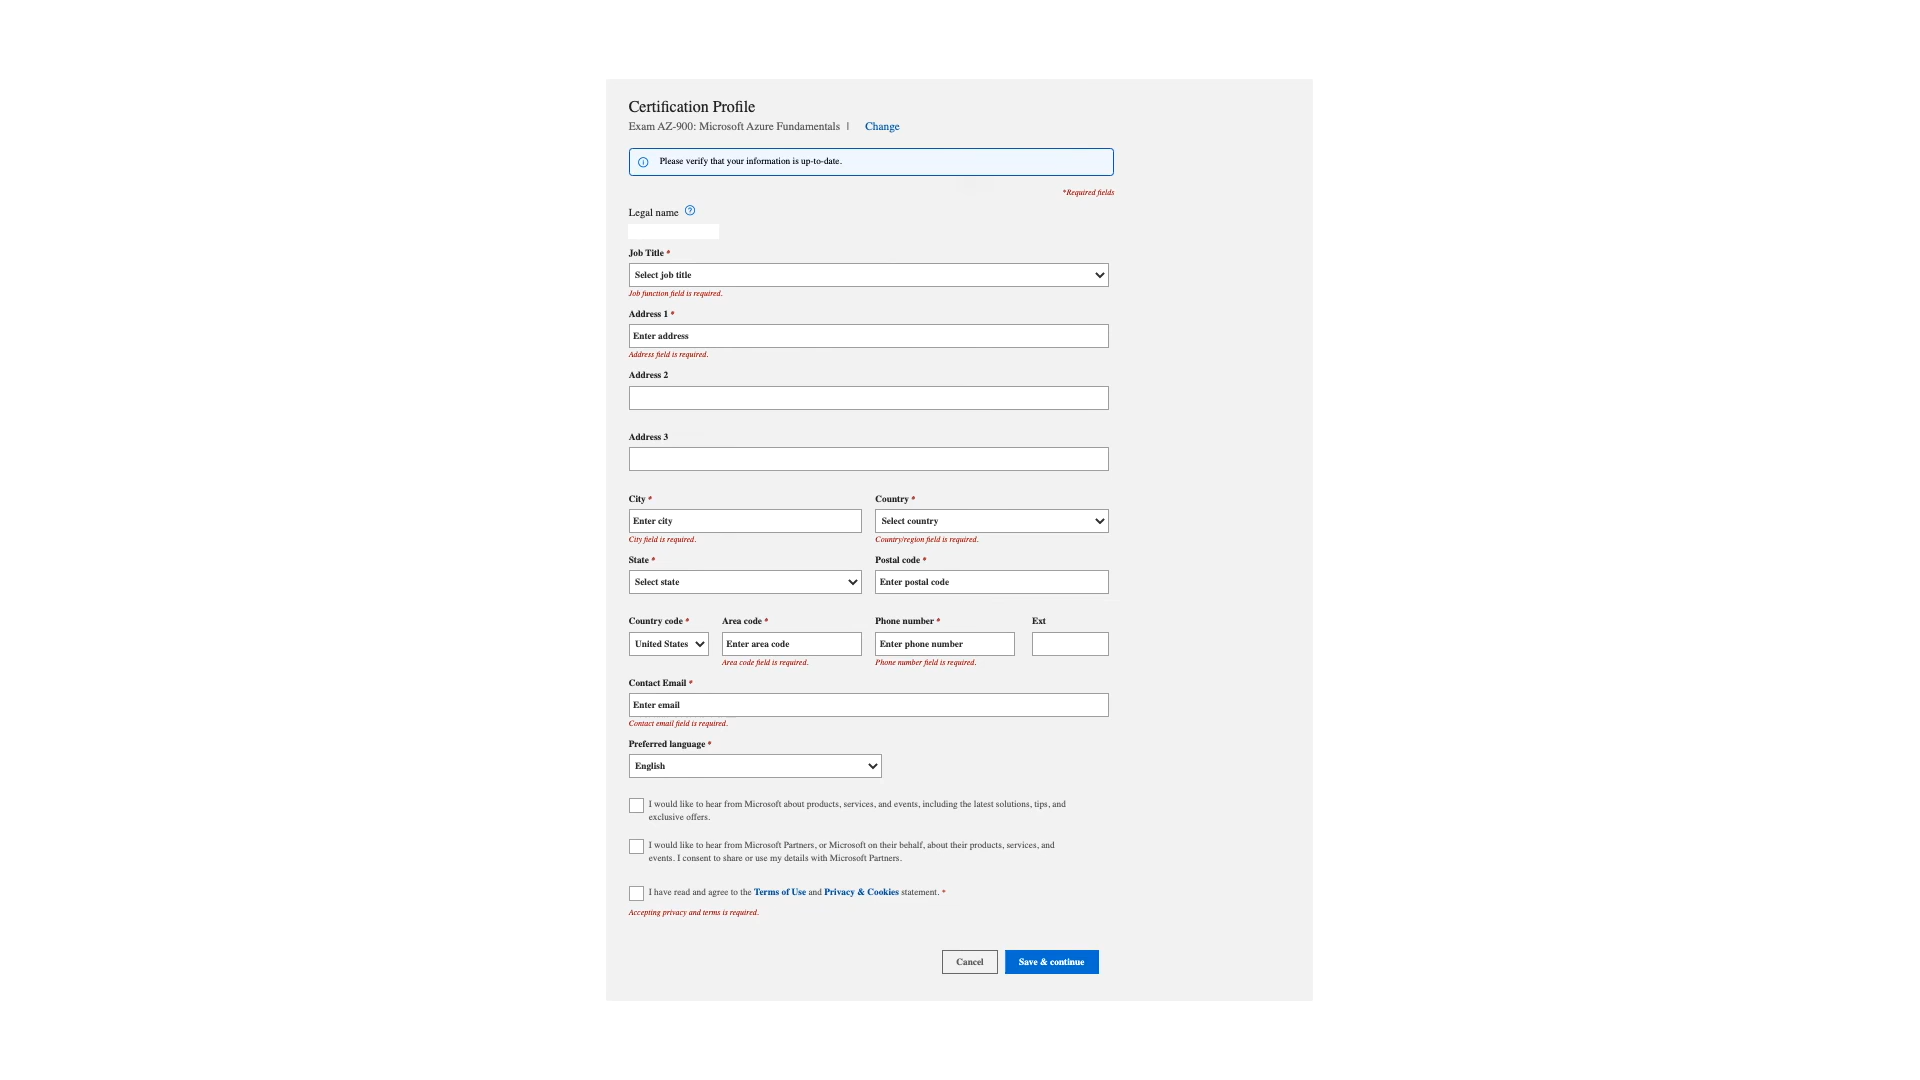 Certification Profile
Exam AZ-900: Microsoft Azure Fundamentals | Change
Please verify that your information is up-to-date.
*Required fields
Legal name
Job Title *
Select job title
Job function field is required.
Address 1 *
Enter address
Address field is required.
Address 2
Address 3
City * Country *
Enter city Select country
City field is required. Country/region field is required.
State * Postal code *
Select state Enter postal code
Country code * Area code * Phone number * Ext
United States Enter area code Enter phone number
Area code field is required. Phone number field is required.
Contact Email *
Enter email
Contact email field is required.
Preferred language *
English
I would like to hear from Microsoft about products, services, and events, including the latest solutions, tips, and
exclusive offers.
I would like to hear from Microsoft Partners, or Microsoft on their behalf, about their products, services, and
events. I consent to share or use my details with Microsoft Partners.
I have read and agree to the Terms of Use and Privacy & Cookies statement. *
Accepting privacy and terms is required.
Cancel Save & continue